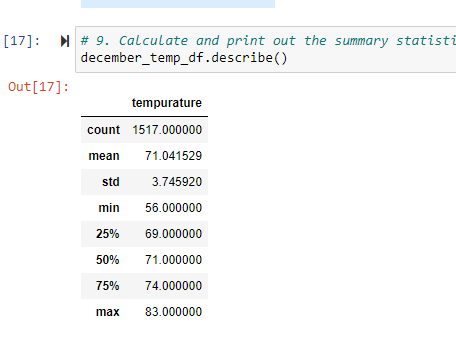 [17]:
# 9. Calculate and print out the summary statisti
december_temp_df.describe()
Out[17]:
tempurature
count 1517.000000
mean 71.041529
std 3.745920
min 56.000000
25% 69.000000
50% 71.000000
75% 74.000000
max 83.000000